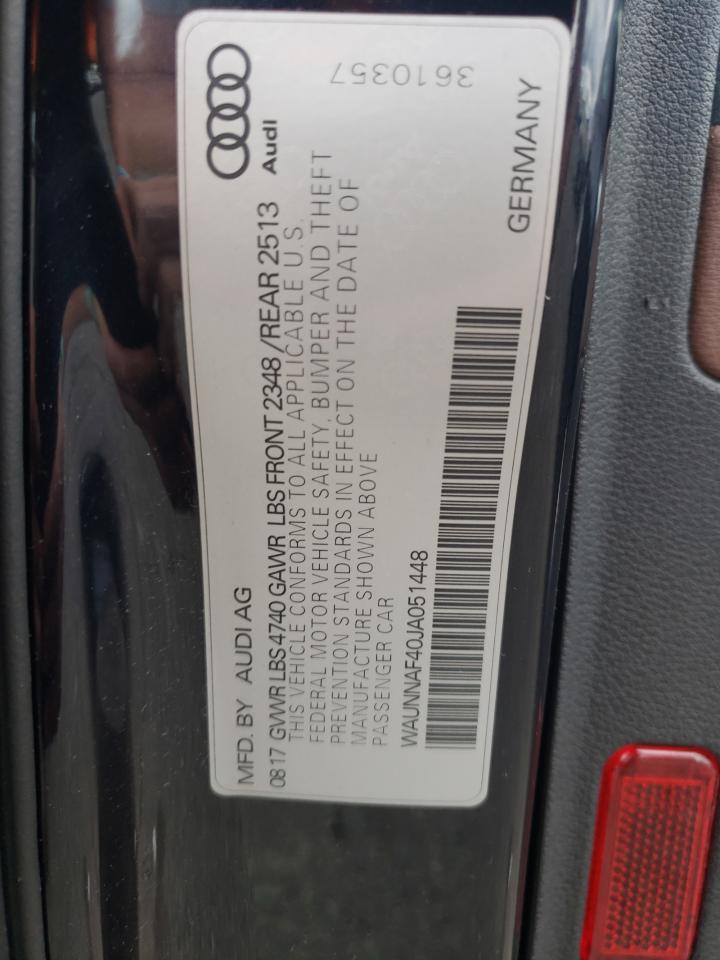 MFD. BY AUDI AG
Audi
0817 GVWR LBS 4740 GAWR LBS FRONT 2348/REAR 2513
THIS VEHICLE CONFORMS TO ALL APPLICABLE U.S.
FEDERAL MOTOR VEHICLE SAFETY, BUMPER AND THEFT
PREVENTION STANDARDS IN EFFECT ON THE DATE OF
MANUFACTURE SHOWN ABOVE
PASSENGER CAR
WAUNNAF40JA051448
3610357
GERMANY